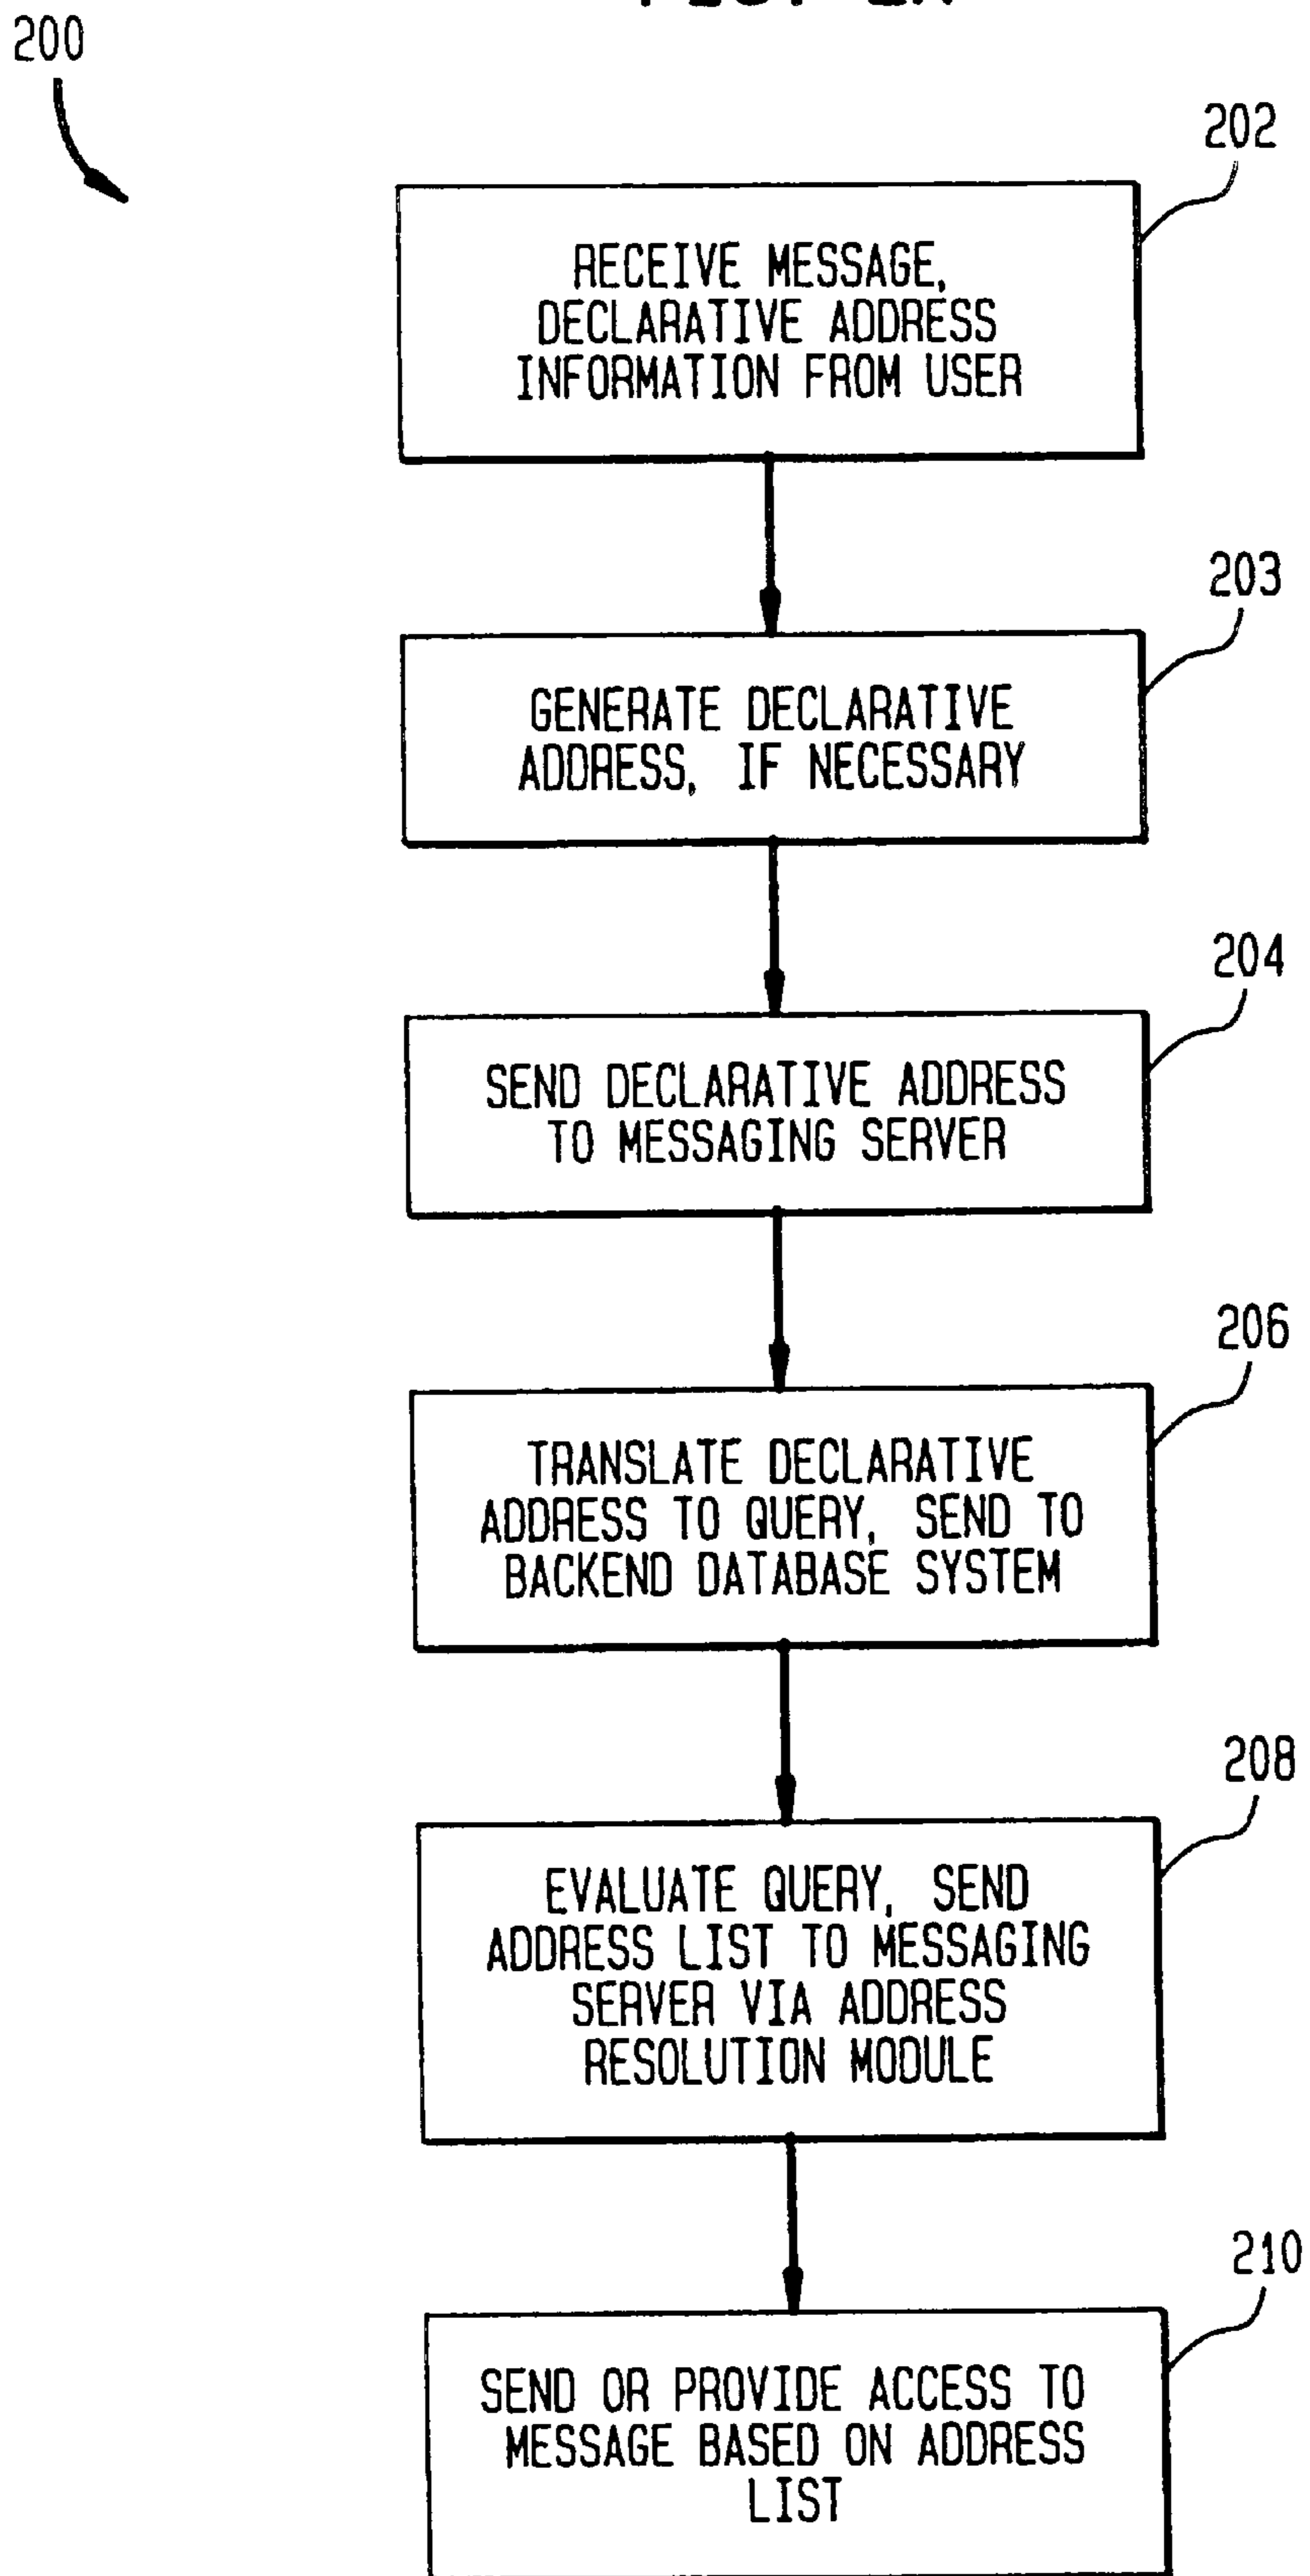 200
202
RECEIVE MESSAGE,
DECLARATIVE ADDRESS
INFORMATION FROM USER
203
GENERATE DECLARATIVE
ADDRESS, IF NECESSARY
204
SEND DECLARATIVE ADDRESS
TO MESSAGING SERVER
206
TRANSLATE DECLARATIVE
ADDRESS TO QUERY, SEND TO
BACKEND DATABASE SYSTEM
208
EVALUATE QUERY, SEND
ADDRESS LIST TO MESSAGING
SERVER VIA ADDRESS
RESOLUTION MODULE
210
SEND OR PROVIDE ACCESS TO
MESSAGE BASED ON ADDRESS
LIST